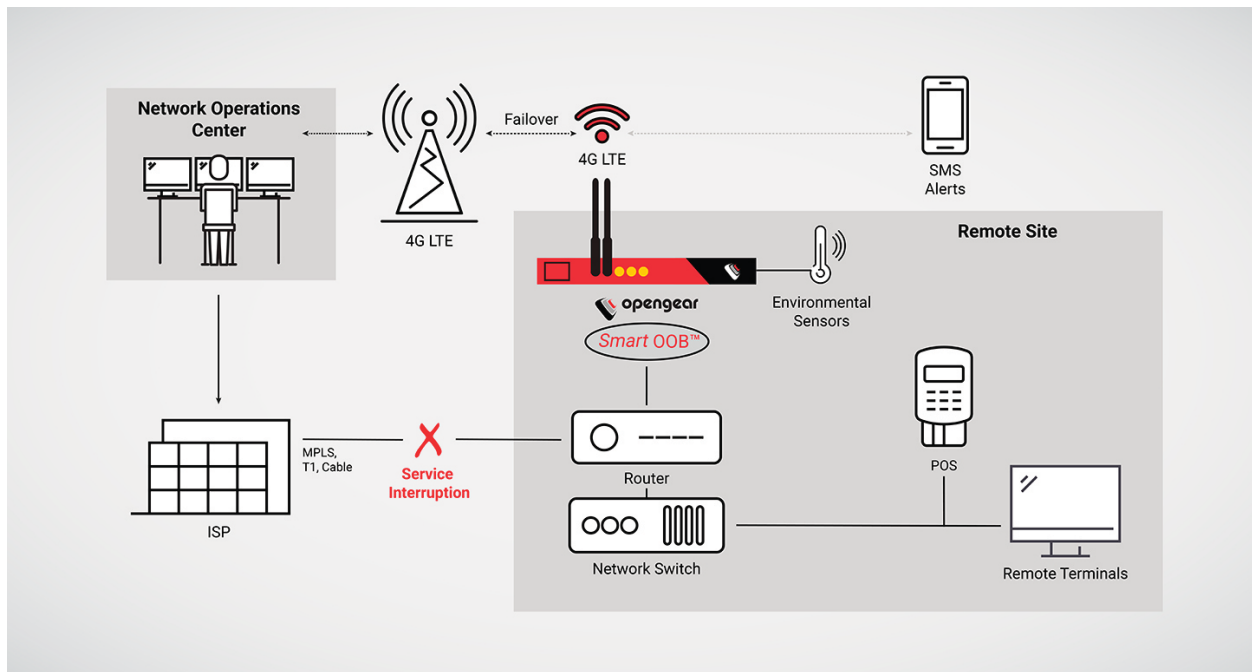 Network Operations
Center
Failover
4G LTE
4G LTE
SMS
Alerts
Remote Site
opengear
Smart OOB™
Environmental
Sensors
MPLS,
T1, Cable
Service
Interruption
Router
POS
ISP
Network Switch
Remote Terminals